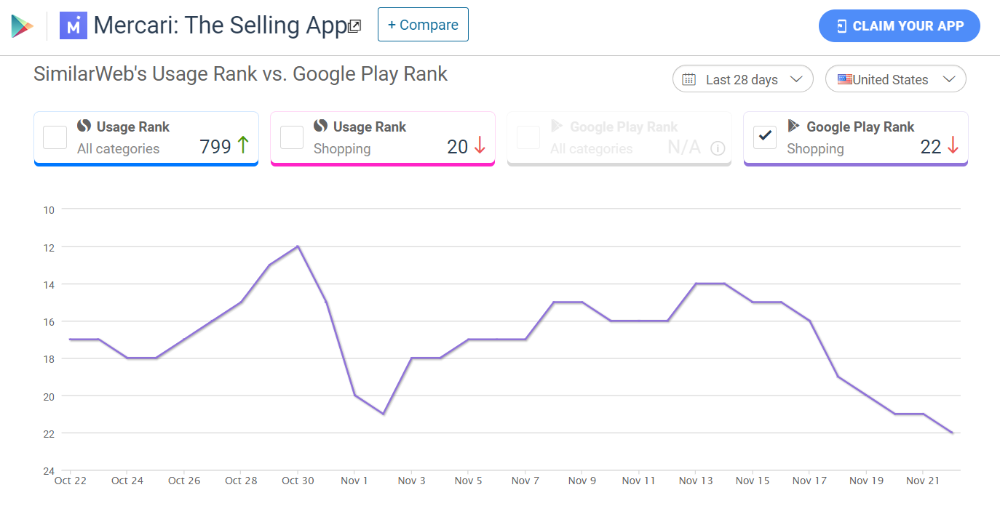 Mercari: The Selling App
+ Compare
CLAIM YOUR APP
SimilarWeb's Usage Rank vs. Google Play Rank
Last 28 days
United States
Usage Rank
All categories
799
Usage Rank
Shopping
20
Google Play Rank
All categories
N/A
Google Play Rank
Shopping
22
10
12
14
16
18
20
22
24
Oct 22 Oct 24 Oct 26 Oct 28 Oct 30 Nov 1 Nov 3 Nov 5 Nov 7 Nov 9 Nov 11 Nov 13 Nov 15 Nov 17 Nov 19 Nov 21